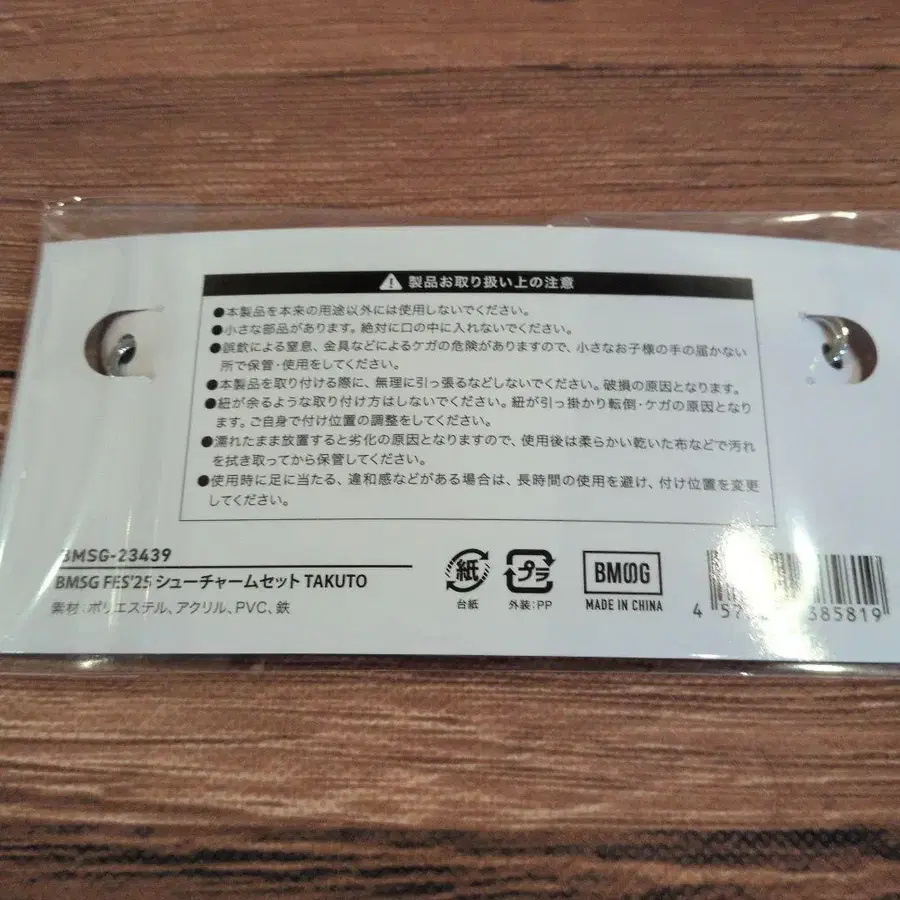 ⚠ 製品お取り扱い上の注意
●本製品を本来の用途以外には使用しないでください。
●小さな部品があります。絶対に口の中に入れないでください。
●誤飲による窒息、金具などによるケガの危険がありますので、小さなお子様の手の届かない
所で保管・使用をしてください。
●本製品を取り付ける際に、無理に引っ張るなどしないでください。破損の原因となります。
●紐が余るような取り付け方はしないでください。紐が引っ掛かり転倒・ケガの原因となり
ます。ご自身で付け位置の調整をしてください。
●濡れたまま放置すると劣化の原因となりますので、使用後は柔らかい乾いた布などで汚れ
を拭き取ってから保管してください。
●使用時に足に当たる、違和感などがある場合は、長時間の使用を避け、付け位置を変更
してください。
BMSG-23439
BMSG FES'25 シューチャームセット TAKUTO
素材:ポリエステル、アクリル、PVC、鉄
紙
台紙
プラ
外装:PP
BMSG
MADE IN CHINA
4 57 385819